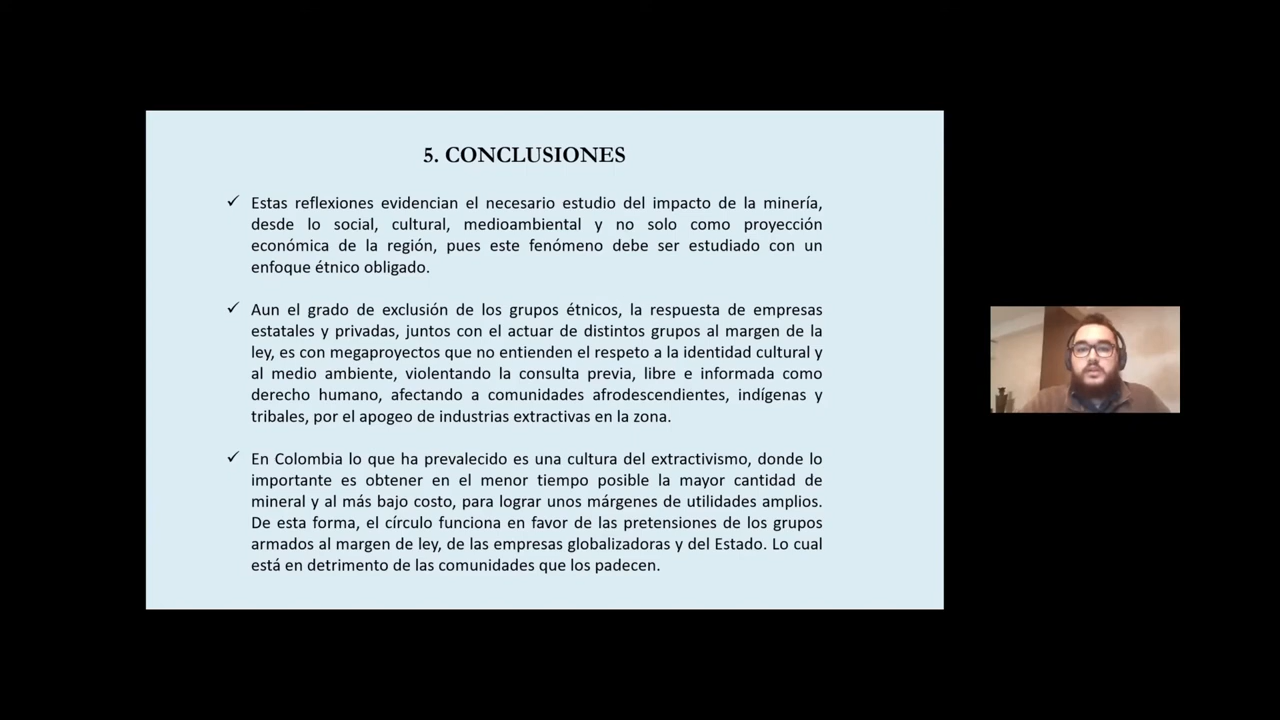 5. CONCLUSIONES
✓ Estas reflexiones evidencian el necesario estudio del impacto de la minería,
desde lo social, cultural, medioambiental y no solo como proyección
económica de la región, pues este fenómeno debe ser estudiado con un
enfoque étnico obligado.
✓ Aun el grado de exclusión de los grupos étnicos, la respuesta de empresas
estatales y privadas, juntos con el actuar de distintos grupos al margen de la
ley, es con megaproyectos que no entienden el respeto a la identidad cultural y
al medio ambiente, violentando la consulta previa, libre e informada como
derecho humano, afectando a comunidades afrodescendientes, indígenas y
tribales, por el apogeo de industrias extractivas en la zona.
✓ En Colombia lo que ha prevalecido es una cultura del extractivismo, donde lo
importante es obtener en el menor tiempo posible la mayor cantidad de
mineral y al más bajo costo, para lograr unos márgenes de utilidades amplios.
De esta forma, el círculo funciona en favor de las pretensiones de los grupos
armados al margen de ley, de las empresas globalizadoras y del Estado. Lo cual
está en detrimento de las comunidades que los padecen.